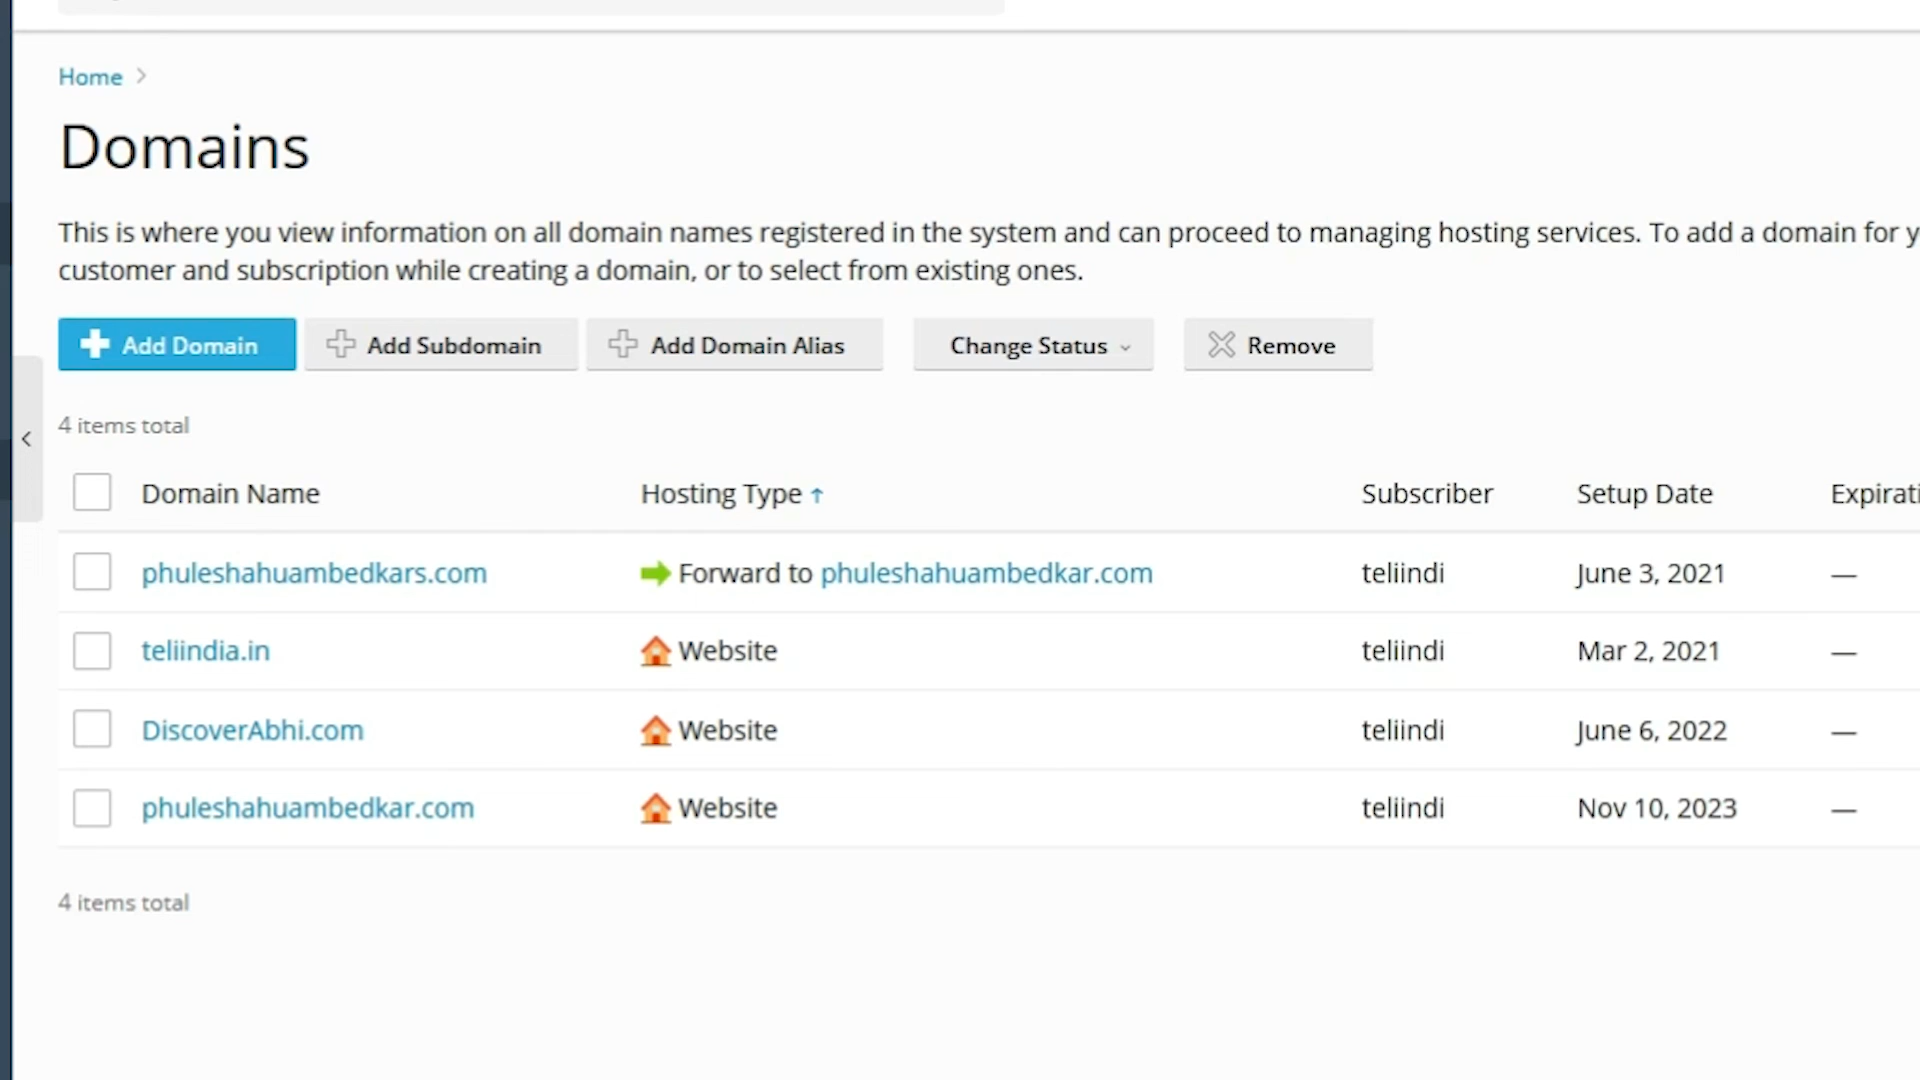 Home
Domains
This is where you view information on all domain names registered in the system and can proceed to managing hosting services. To add a domain for
customer and subscription while creating a domain, or to select from existing ones.
Add Domain Add Subdomain Add Domain Alias Change Status Remove
4 items total
Domain Name Hosting Type ↑ Subscriber Setup Date
phuleshahuambedkars.com Forward to phuleshahuambedkar.com teliindi June 3, 2021 —
teliindia.in Website teliindi Mar 2, 2021 —
DiscoverAbhi.com Website teliindi June 6, 2022 —
phuleshahuambedkar.com Website teliindi Nov 10, 2023 —
4 items total